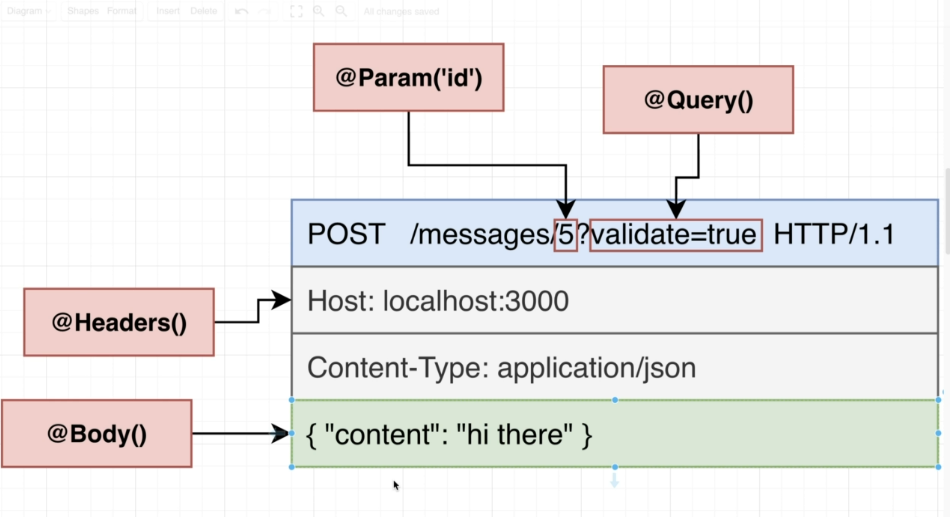 Diagram
Shapes
Format
Insert
Delete
All changes saved
@Param('id')
@Query()
POST /messages/5?validate=true HTTP/1.1
@Headers()
Host: localhost:3000
Content-Type: application/json
@Body()
{ "content": "hi there" }